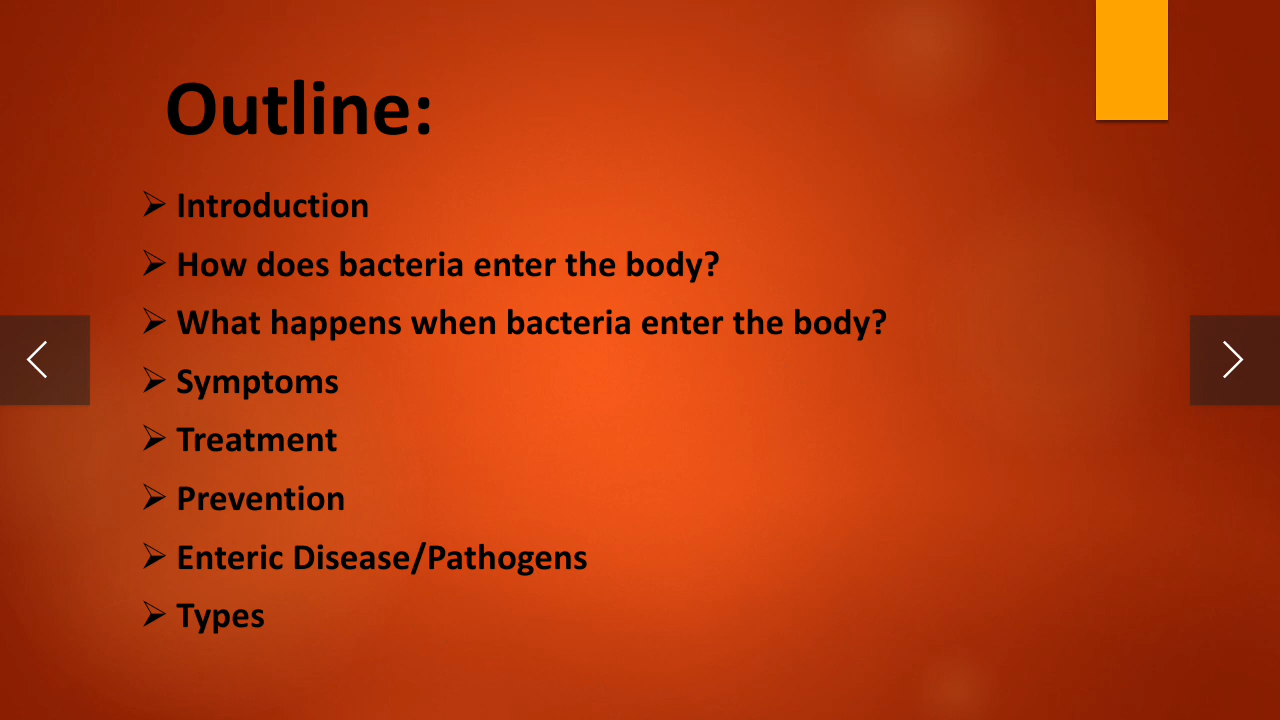 Outline:
➢ Introduction
➢ How does bacteria enter the body?
➢ What happens when bacteria enter the body?
➢ Symptoms
➢ Treatment
➢ Prevention
➢ Enteric Disease/Pathogens
➢ Types